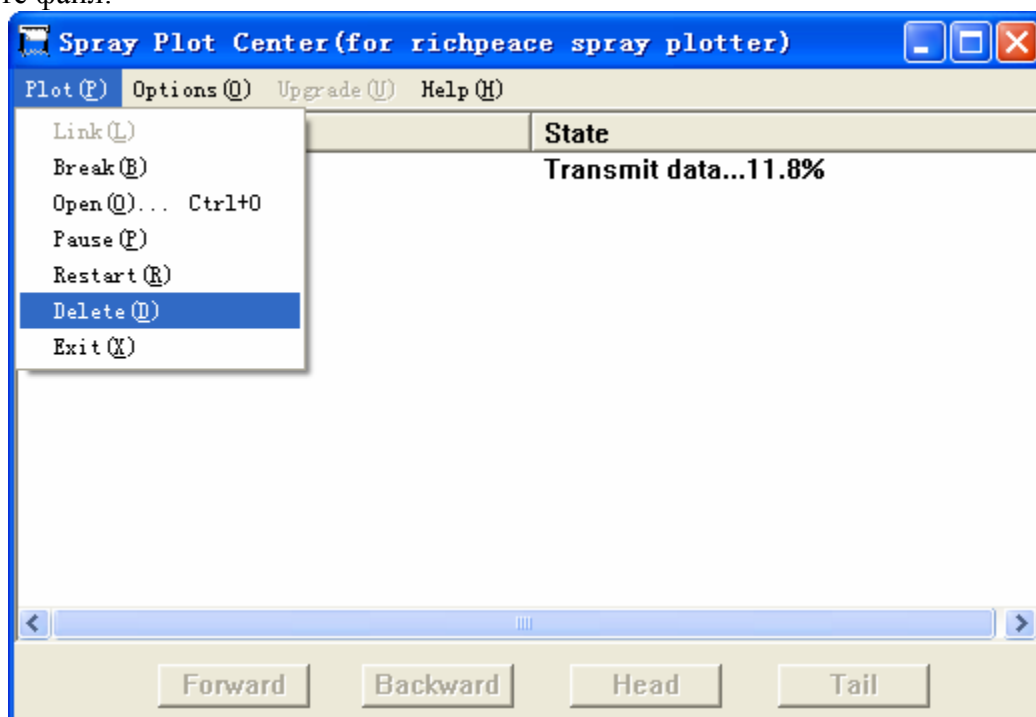 Spray Plot Center(for richpeace spray plotter)
Plot(P) Options(O) Upgrade(U) Help(H)
Link(L)
State
Break(B)
Transmit data...11.8%
Open(O)... Ctrl+O
Pause(P)
Restart(R)
Delete(D)
Exit(X)
Forward Backward Head Tail